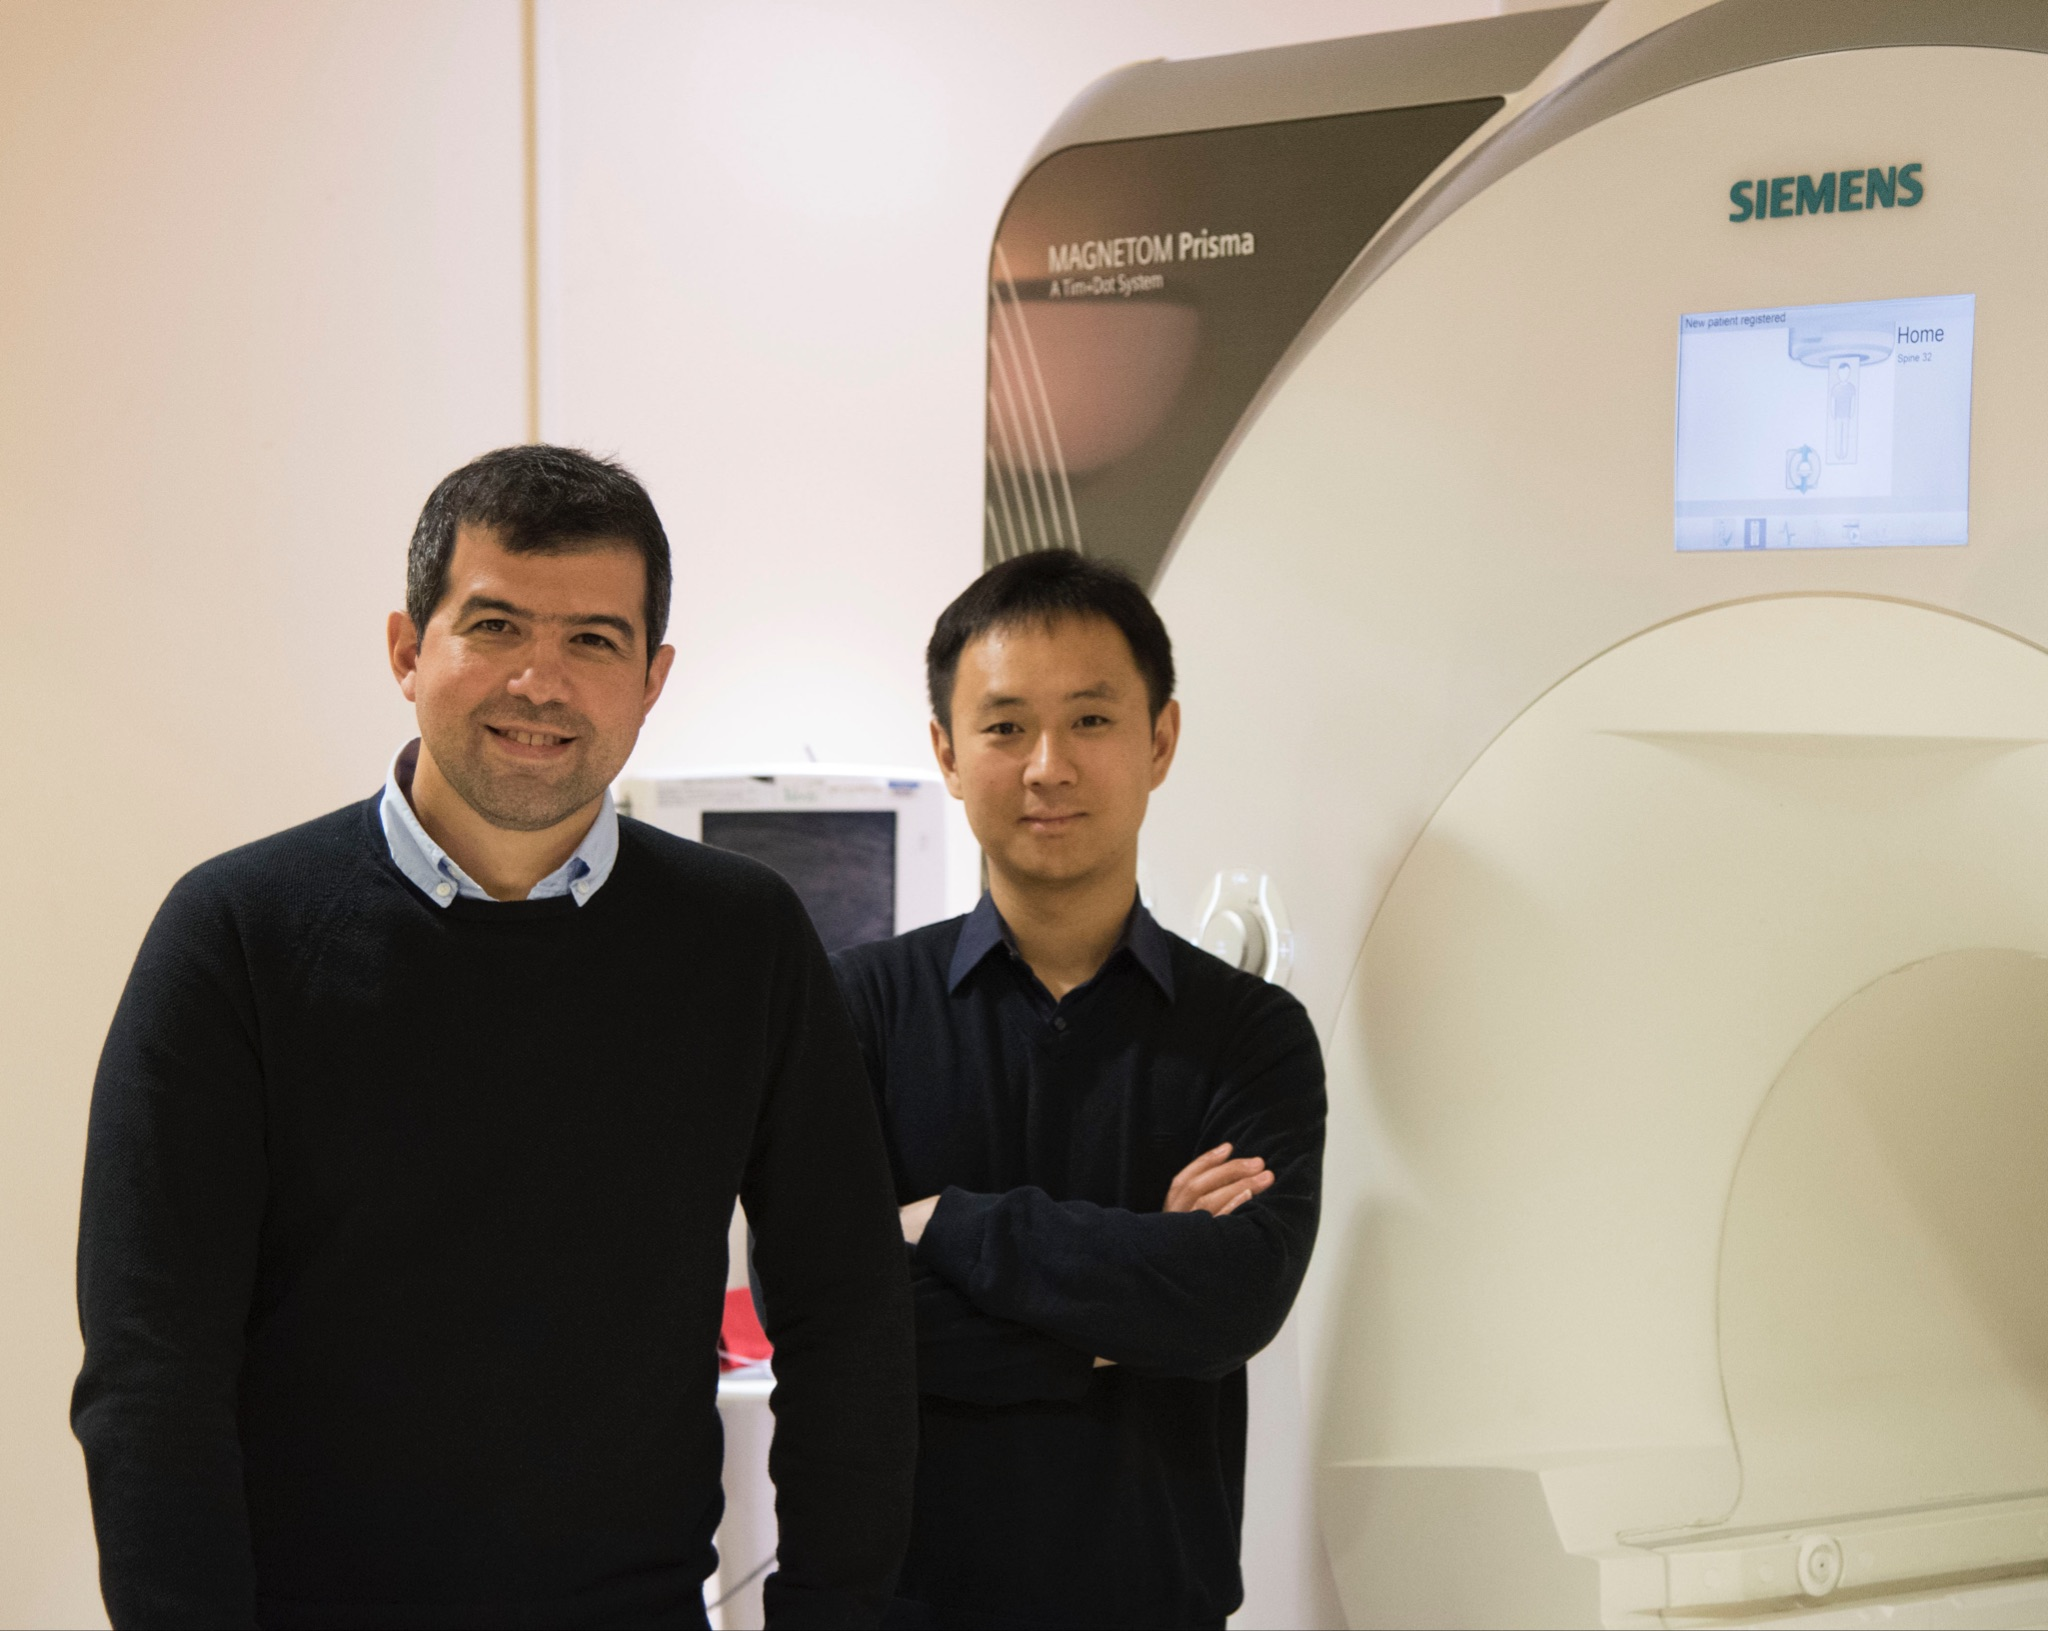 SIEMENS
MAGNETOM Prisma
A Tim+Dot System
New patient registered
Home
Spine 32